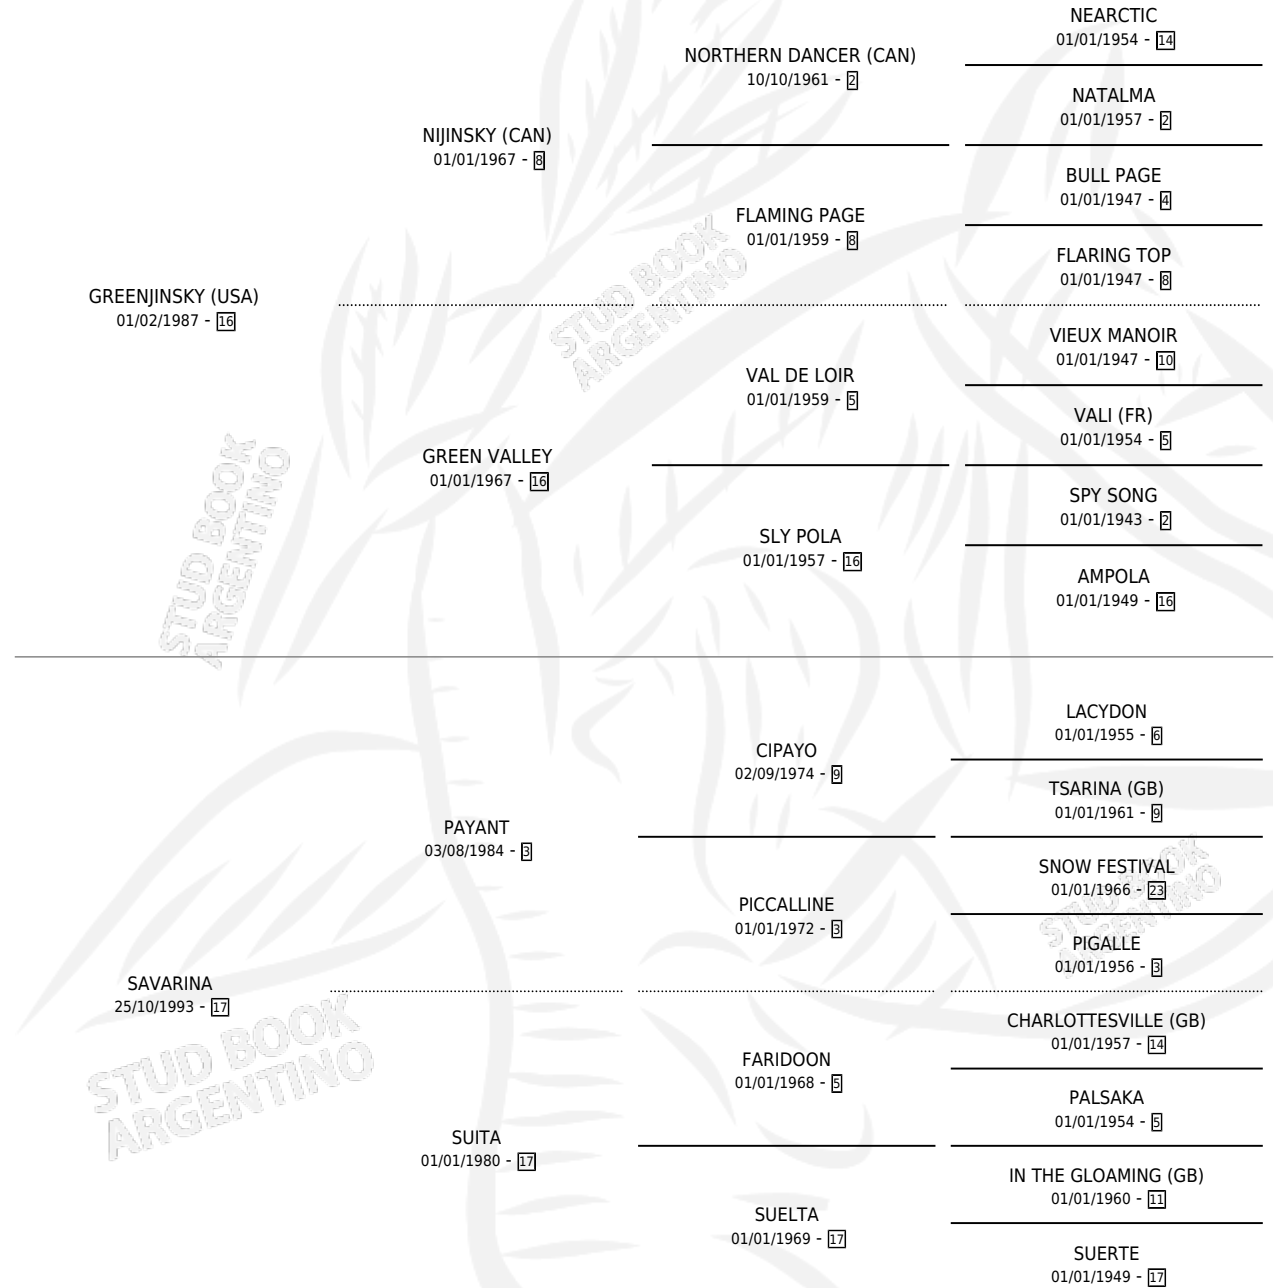 NEARCTIC
01/01/1954 - 14
NORTHERN DANCER (CAN)
10/10/1961 - 2
NATALMA
01/01/1957 - 2
NIJINSKY (CAN)
01/01/1967 - 8
BULL PAGE
01/01/1947 - 4
FLAMING PAGE
01/01/1959 - 8
FLARING TOP
01/01/1947 - 8
GREENJINSKY (USA)
01/02/1987 - 16
VIEUX MANOIR
01/01/1947 - 10
VAL DE LOIR
01/01/1959 - 5
VALI (FR)
01/01/1954 - 5
GREEN VALLEY
01/01/1967 - 16
SPY SONG
01/01/1943 - 2
SLY POLA
01/01/1957 - 16
AMPOLA
01/01/1949 - 16
LACYDON
01/01/1955 - 6
CIPAYO
02/09/1974 - 9
TSARINA (GB)
01/01/1961 - 9
PAYANT
03/08/1984 - 3
SNOW FESTIVAL
01/01/1966 - 23
PICCALLINE
01/01/1972 - 3
PIGALLE
01/01/1956 - 3
SAVARINA
25/10/1993 - 17
CHARLOTTESVILLE (GB)
01/01/1957 - 14
FARIDOON
01/01/1968 - 5
PALSAKA
01/01/1954 - 5
SUITA
01/01/1980 - 17
IN THE GLOAMING (GB)
01/01/1960 - 11
SUELTA
01/01/1969 - 17
SUERTE
01/01/1949 - 17
STUD BOOK
ARGENTINO
STUD BOOK
ARGENTINO
STUD BOOK
ARGENTINO
STUD BOOK
ARGENTINO